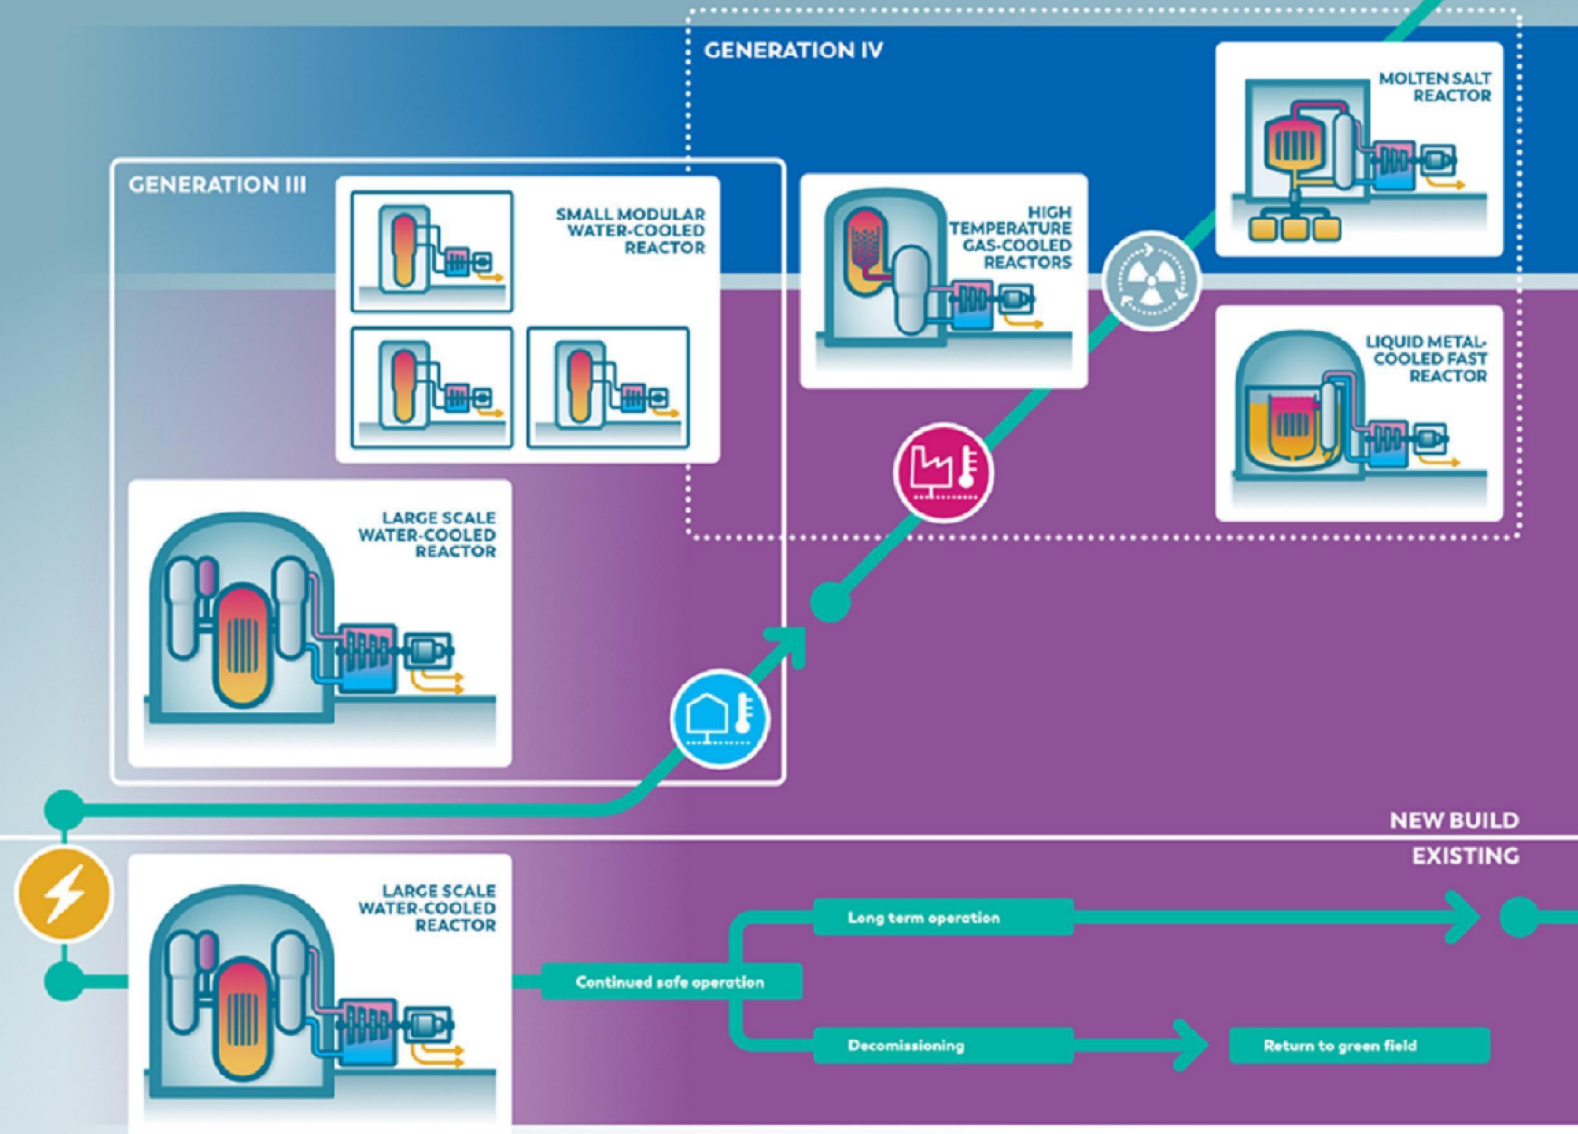 GENERATION IV
MOLTEN SALT
REACTOR
GENERATION III
SMALL MODULAR
WATER-COOLED
REACTOR
HIGH
TEMPERATURE
GAS-COOLED
REACTORS
LIQUID METAL-
COOLED FAST
REACTOR
LARGE SCALE
WATER-COOLED
REACTOR
NEW BUILD
EXISTING
LARGE SCALE
WATER-COOLED
REACTOR
Long term operation
Continued safe operation
Decomissioning
Return to green field